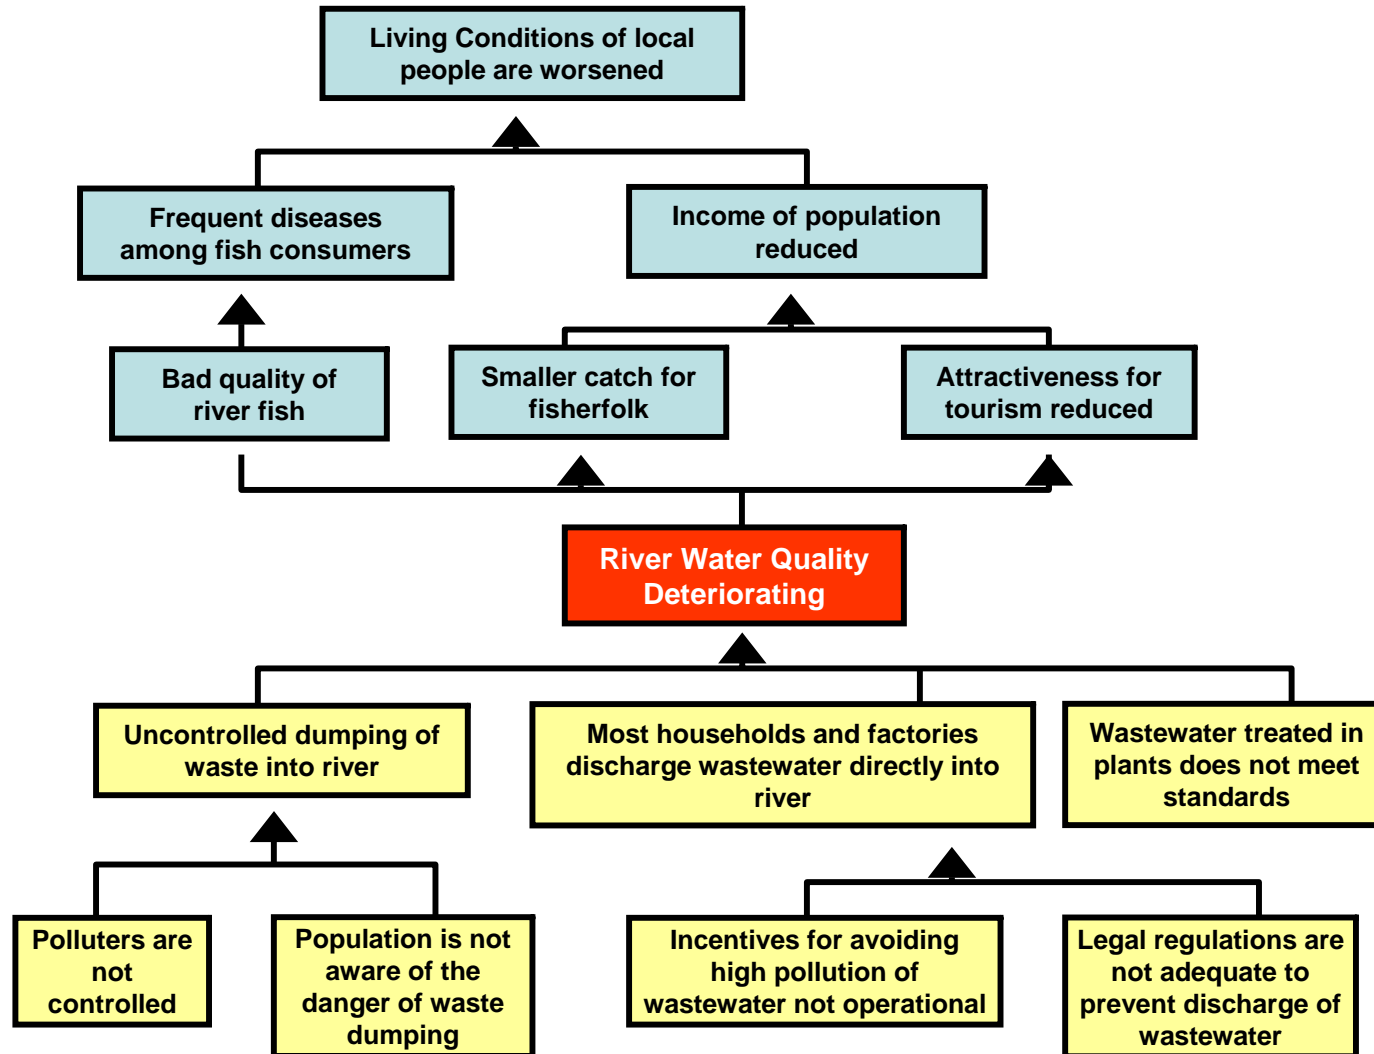 Living Conditions of local
people are worsened
Frequent diseases
among fish consumers
Income of population
reduced
Bad quality of
river fish
Smaller catch for
fisherfolk
Attractiveness for
tourism reduced
River Water Quality
Deteriorating
Uncontrolled dumping of
waste into river
Most households and factories
discharge wastewater directly into
river
Wastewater treated in
plants does not meet
standards
Polluters are
not
controlled
Population is not
aware of the
danger of waste
dumping
Incentives for avoiding
high pollution of
wastewater not operational
Legal regulations are
not adequate to
prevent discharge of
wastewater